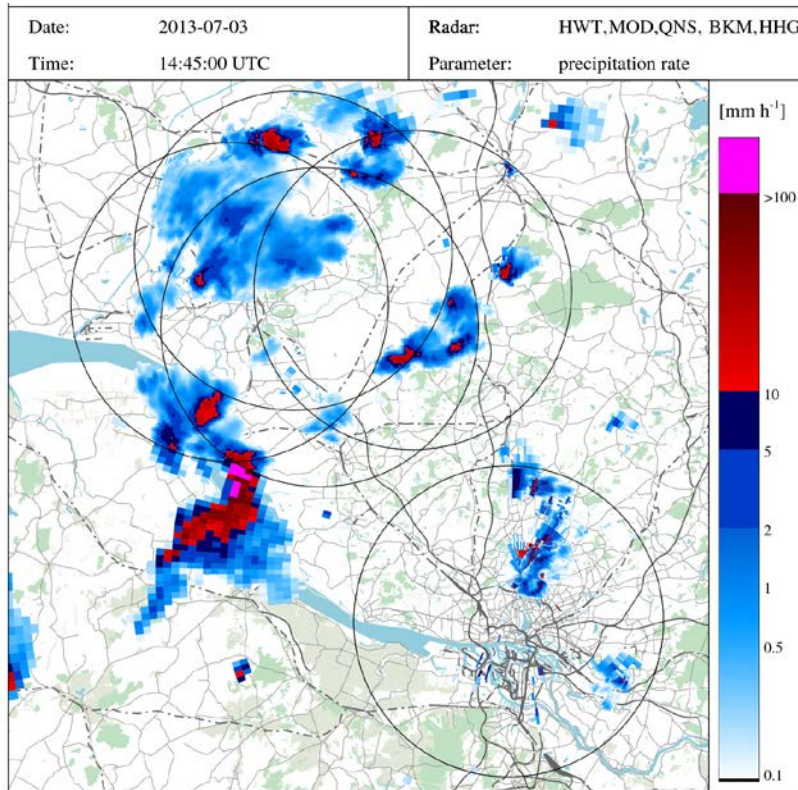 Date: 2013-07-03
Time: 14:45:00 UTC
Radar: HWT,MOD,QNS, BKM,HHG
Parameter: precipitation rate
[mm h⁻¹]
>100
10
5
2
1
0.5
0.1